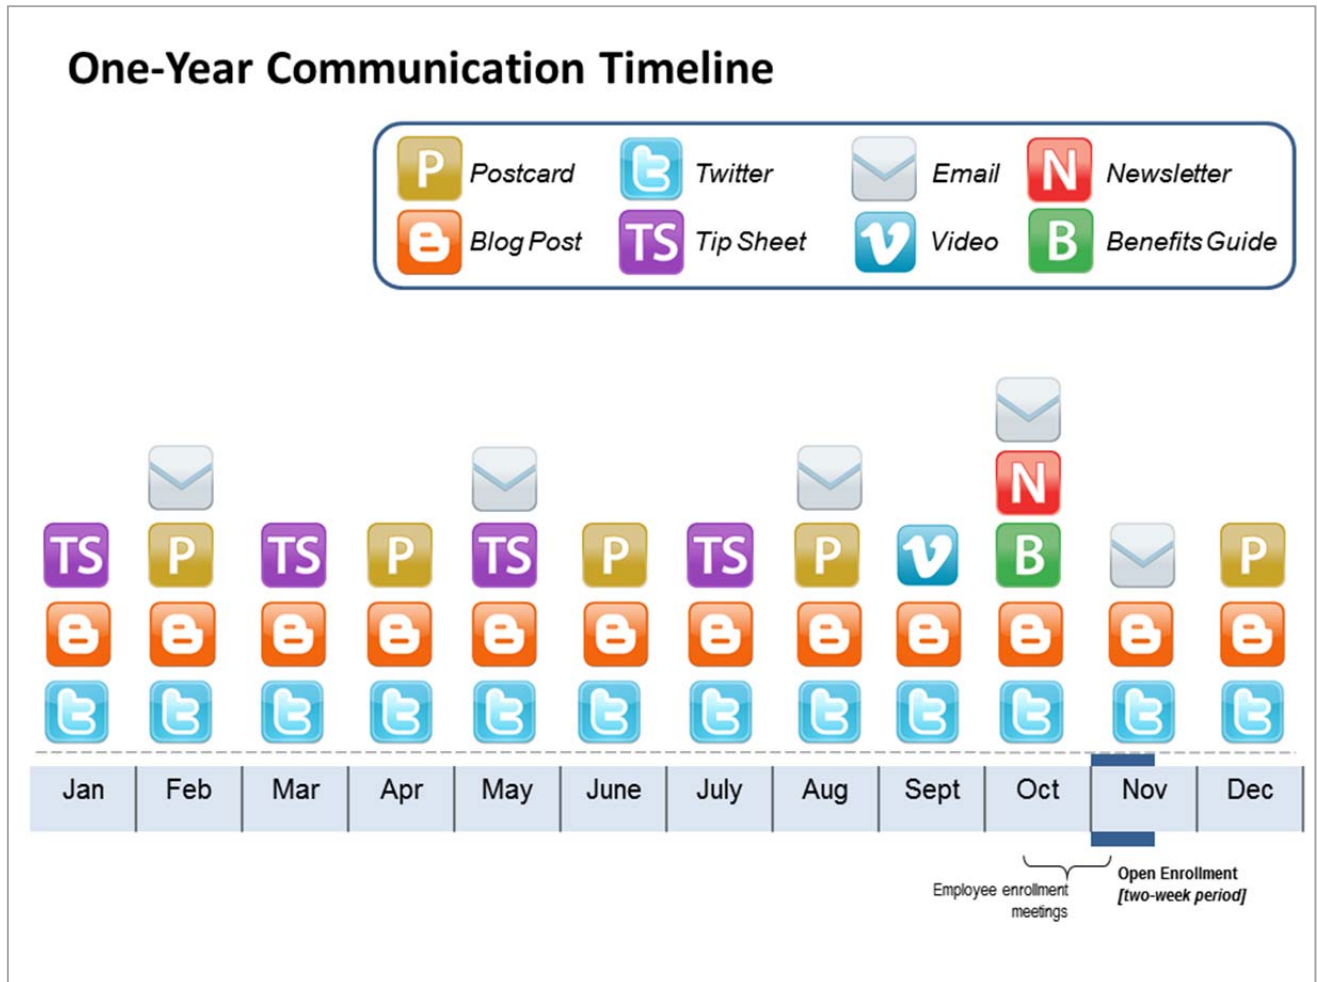 One-Year Communication Timeline
P Postcard t Twitter Email N Newsletter
B Blog Post TS Tip Sheet v Video B Benefits Guide
N
TS P TS P TS P TS P v B P
B B B B B B B B B B B B
t t t t t t t t t t t t
Jan Feb Mar Apr May June July Aug Sept Oct Nov Dec
Employee enrollment
meetings
Open Enrollment
[two-week period]